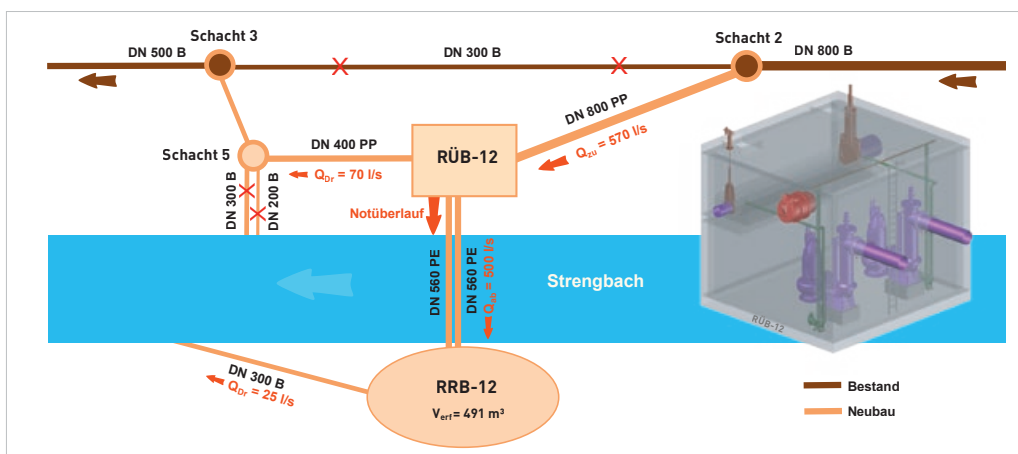 Schacht 3
Schacht 2
DN 500 B
DN 300 B
DN 800 B
DN 800 PP
Q_zu = 570 l/s
Schacht 5
DN 400 PP
Q_Dr = 70 l/s
RÜB-12
DN 300 B
DN 200 B
Notüberlauf
DN 560 PE
DN 560 PE
Q_ab = 500 l/s
Strengbach
RÜB-12
DN 300 B
Q_Dr = 25 l/s
RRB-12
V_erf = 491 m³
Bestand
Neubau